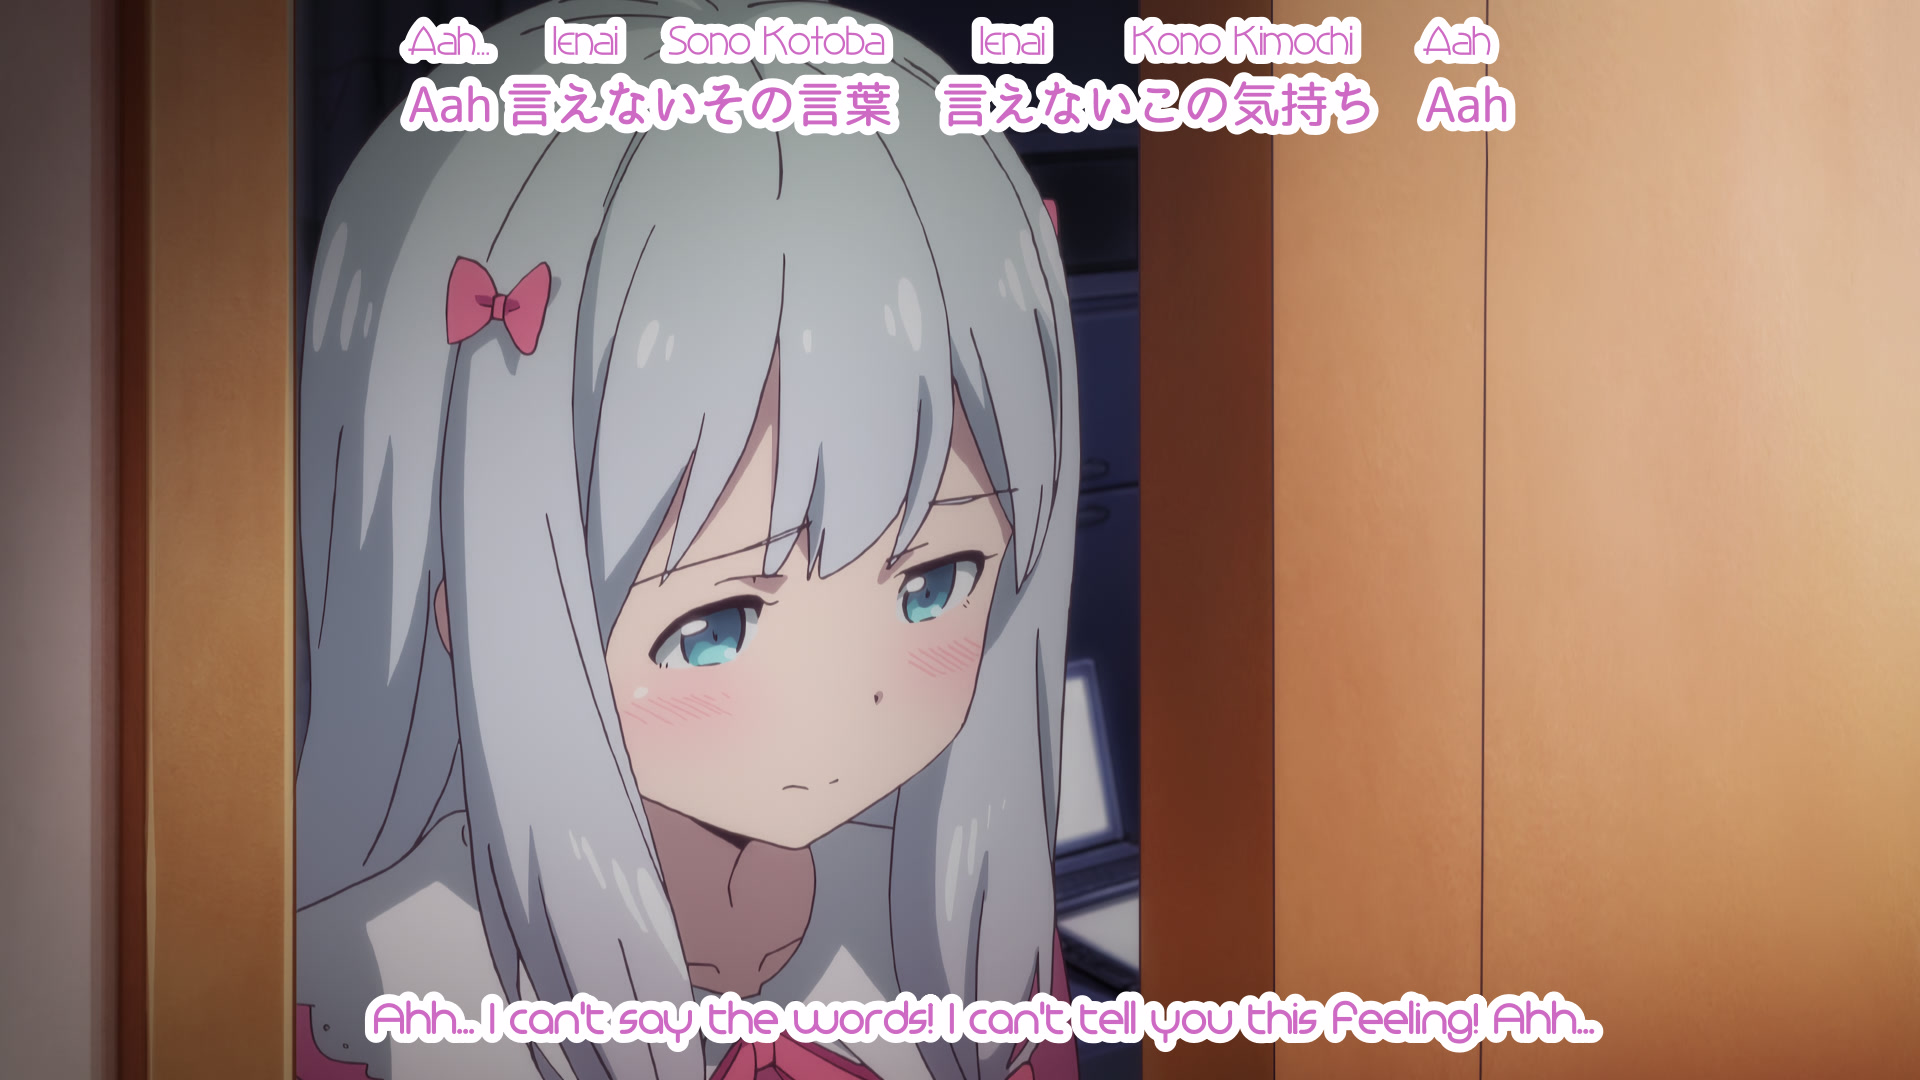 Aah... Ienai Sono Kotoba Ienai Kono Kimochi Aah
Aah 言えないその言葉 言えないこの気持ち Aah
Ahh... I can't say the words! I can't tell you this feeling! Ahh...